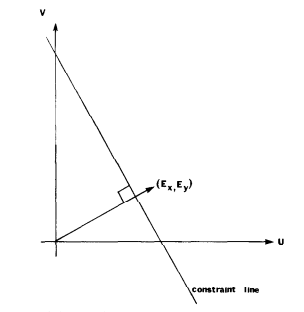 V
(Ex,Ey)
U
constraint line